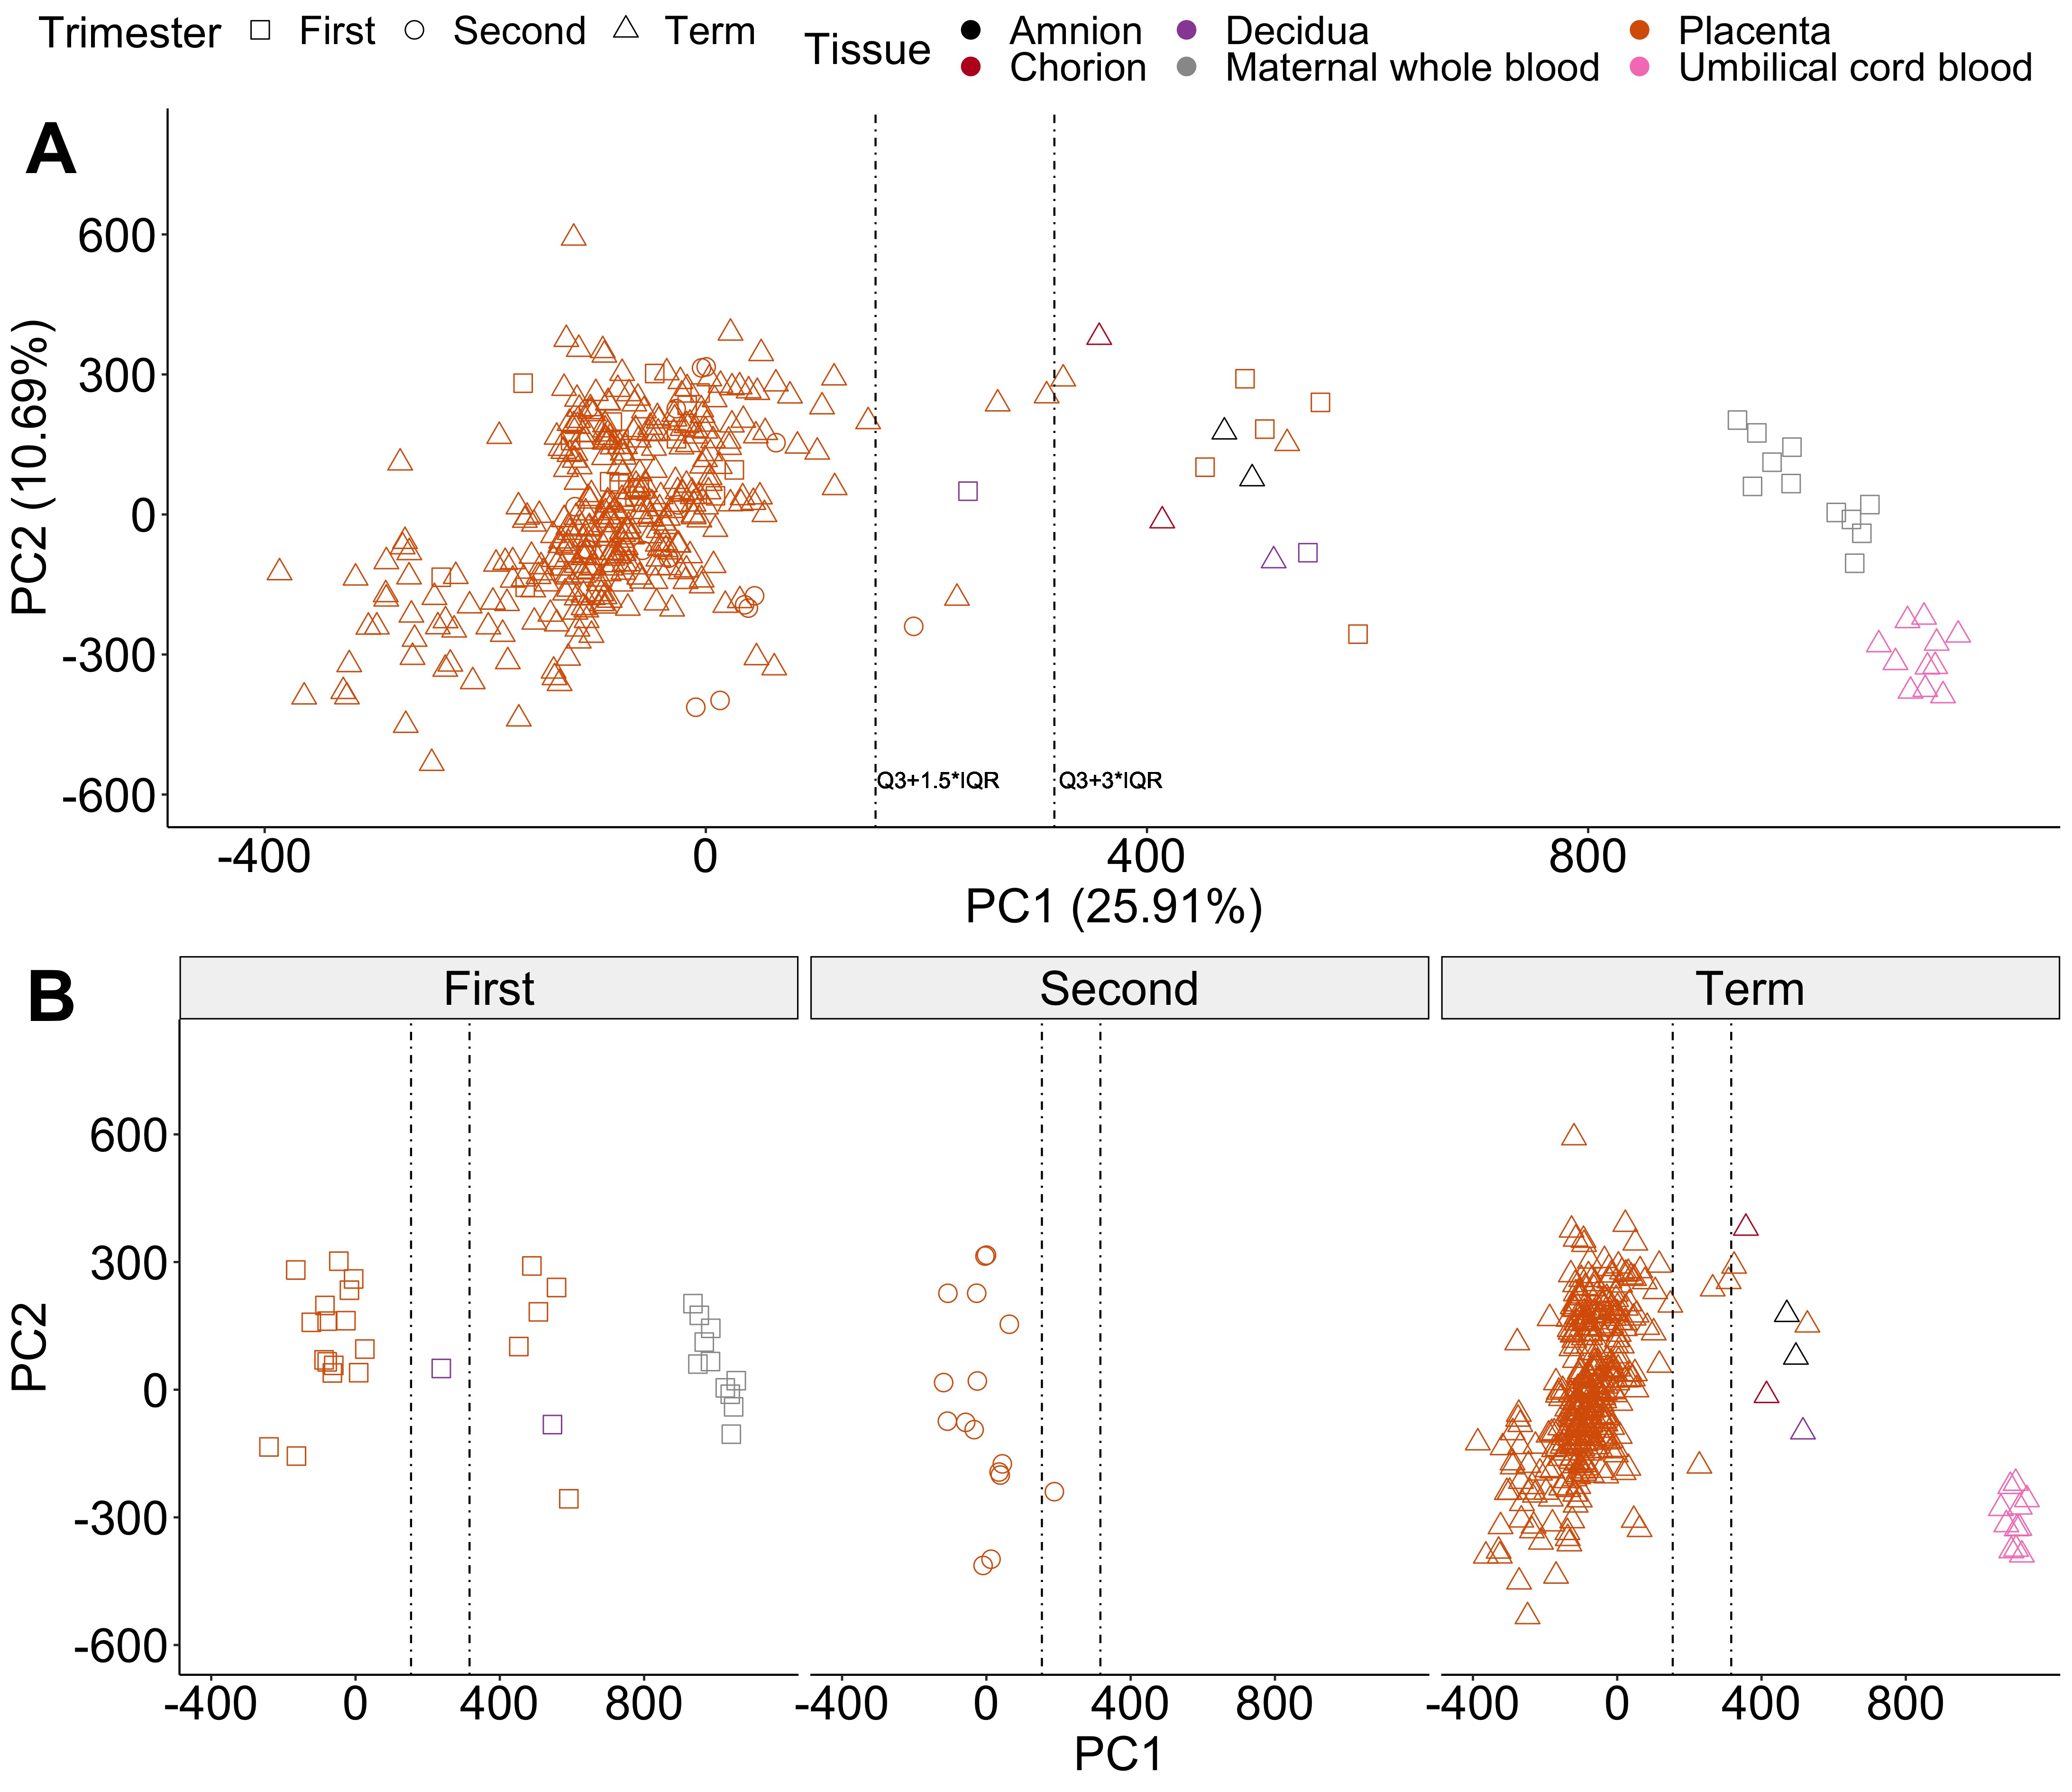 Trimester First Second Term Tissue Amnion Decidua Placenta
Chorion Maternal whole blood Umbilical cord blood
A
600
300
0
-300
-600
PC2 (10.69%)
Q3+1.5*IQR Q3+3*IQR
-400 0 400 800
PC1 (25.91%)
B
First Second Term
600
300
0
-300
-600
PC2
-400 0 400 800 -400 0 400 800 -400 0 400 800
PC1